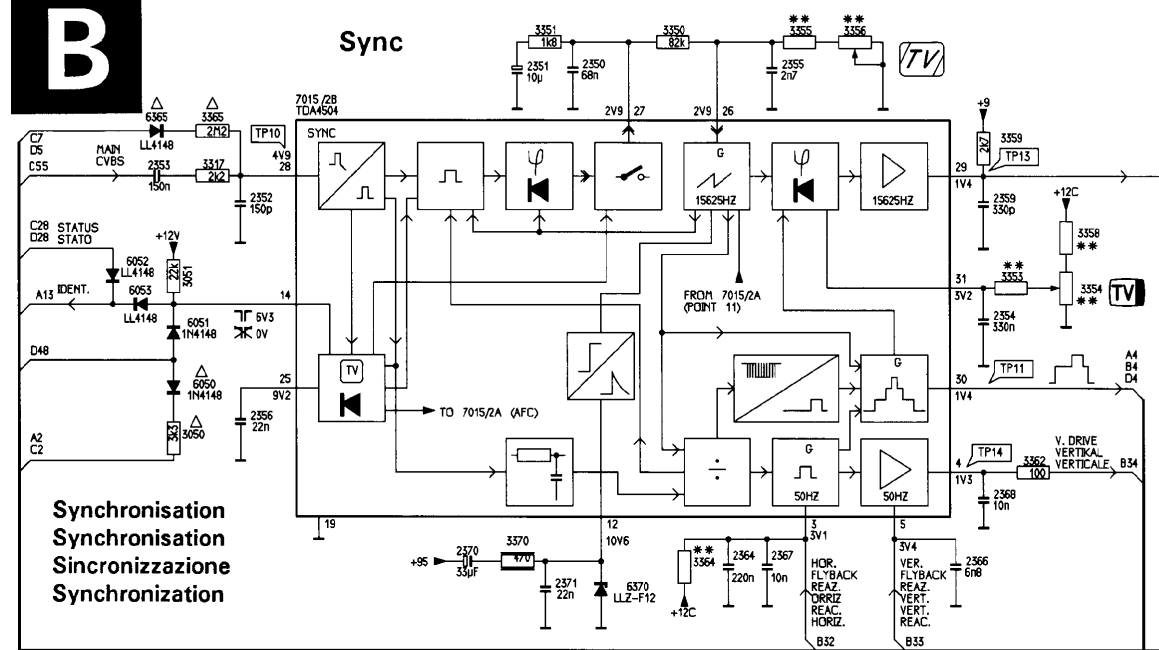 B
Sync
3351
1k8
3350
82k
**
3355
**
3356
TV
2351
10µ
2350
68n
2355
2n7
7015/2B
TDA4504
2V9 27
2V9 26
+9
2k7
3359
TP13
6365
LL4148
3365
2M2
TP10
4V9
28
SYNC
C7
D5
C55
MAIN
CVBS
2353
150n
3317
2k2
2352
150p
φ
G
15625HZ
φ
15625HZ
29
1V4
2359
330p
+12C
3358
**
C28 STATUS
D28 STATO
+12V
6052
LL4148
22k
3051
A13
IDENT.
6053
LL4148
14
6V3
0V
6051
1N4148
FROM 7015/2A
(POINT 11)
31
3V2
**
3353
3354
**
TV
2354
330n
D48
6050
1N4148
25
9V2
TV
TO 7015/2A (AFC)
2356
22n
3k3
3050
A2
C2
G
30
1V4
TP11
A4
B4
D4
÷
G
50HZ
50HZ
4
1V3
TP14
3362
100
V. DRIVE
VERTIKAL
VERTICALE
B34
2368
10n
Synchronisation
Synchronisation
Sincronizzazione
Synchronization
19
12
10V6
3
3V1
5
3V4
+95
2370
33µF
3370
470
2371
22n
6370
LLZ-F12
**
3364
+12C
2364
220n
2367
10n
HOR.
FLYBACK
REAZ.
ORRIZ
REAC.
HORIZ.
B32
VER.
FLYBACK
REAZ.
VERT.
VERT.
REAC.
B33
2366
6n8